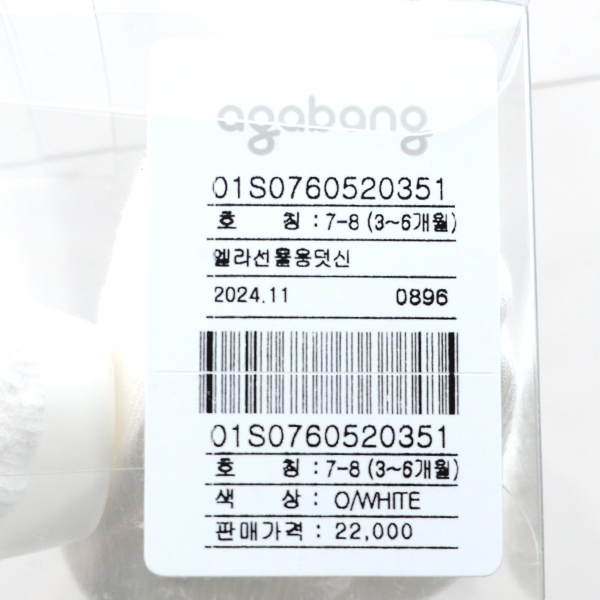 agabang
01S0760520351
호 칭 : 7-8 (3~6개월)
엘라선물용덧신
2024.11 0896
01S0760520351
호 칭 : 7-8 (3~6개월)
색 상 : O/WHITE
판매가격 : 22,000